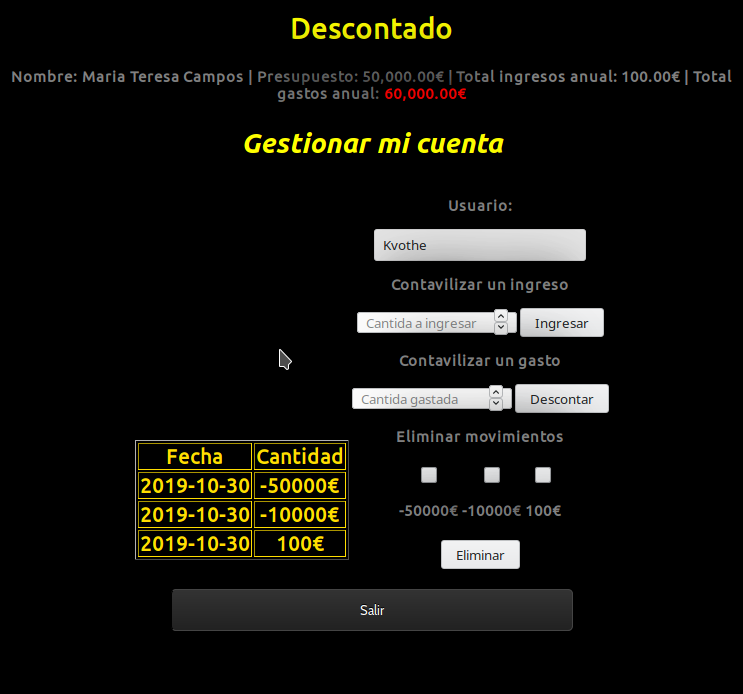 Descontado
Nombre: Maria Teresa Campos | Presupuesto: 50,000.00€ | Total ingresos anual: 100.00€ | Total
gastos anual: 60,000.00€
Gestionar mi cuenta
Usuario:
Kvothe
Contavilizar un ingreso
Cantida a ingresar Ingresar
Contavilizar un gasto
Cantida gastada Descontar
Eliminar movimientos
-50000€ -10000€ 100€
Eliminar
Fecha Cantidad
2019-10-30 -50000€
2019-10-30 -10000€
2019-10-30 100€
Salir